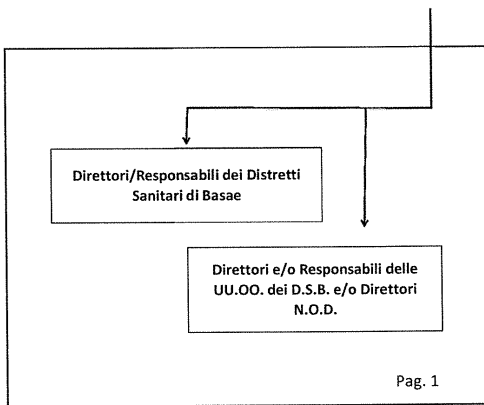 Direttori/Responsabili dei Distretti
Sanitari di Basae
Direttori e/o Responsabili delle
UU.OO. dei D.S.B. e/o Direttori
N.O.D.
Pag. 1